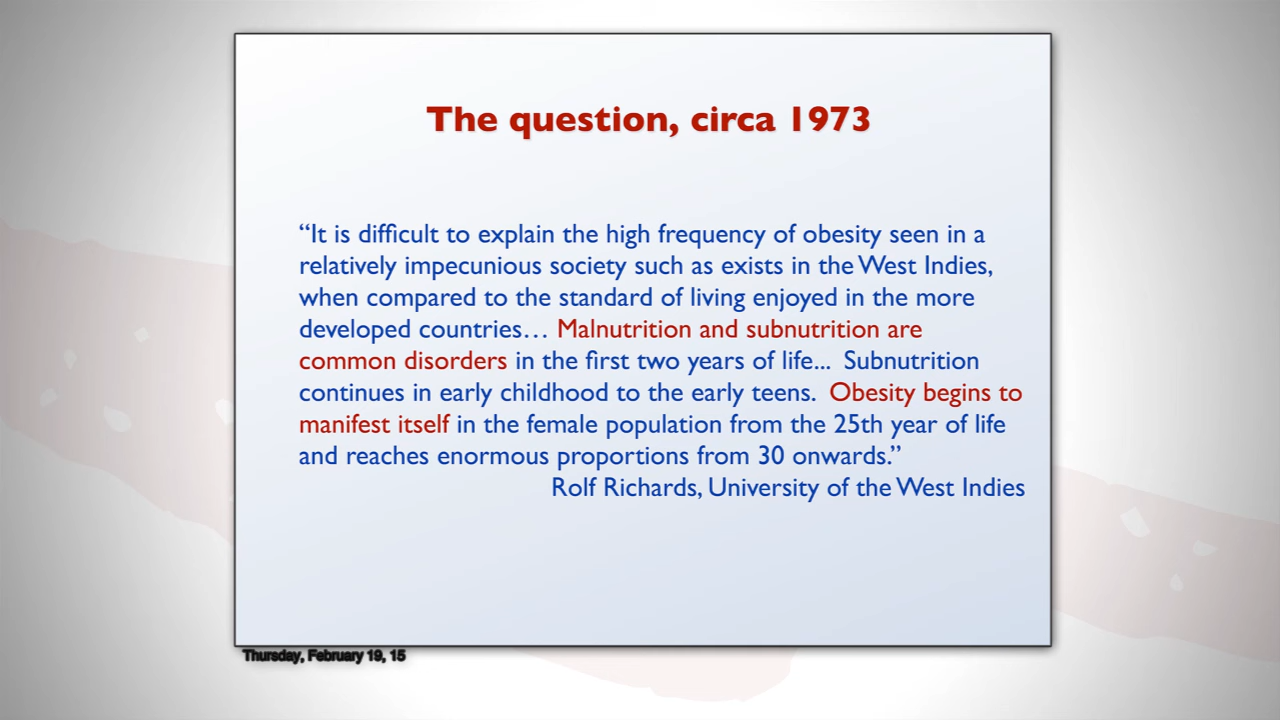 The question, circa 1973
“It is difficult to explain the high frequency of obesity seen in a
relatively impecunious society such as exists in the West Indies,
when compared to the standard of living enjoyed in the more
developed countries… Malnutrition and subnutrition are
common disorders in the first two years of life... Subnutrition
continues in early childhood to the early teens. Obesity begins to
manifest itself in the female population from the 25th year of life
and reaches enormous proportions from 30 onwards.”
Rolf Richards, University of the West Indies
Thursday, February 19, 15